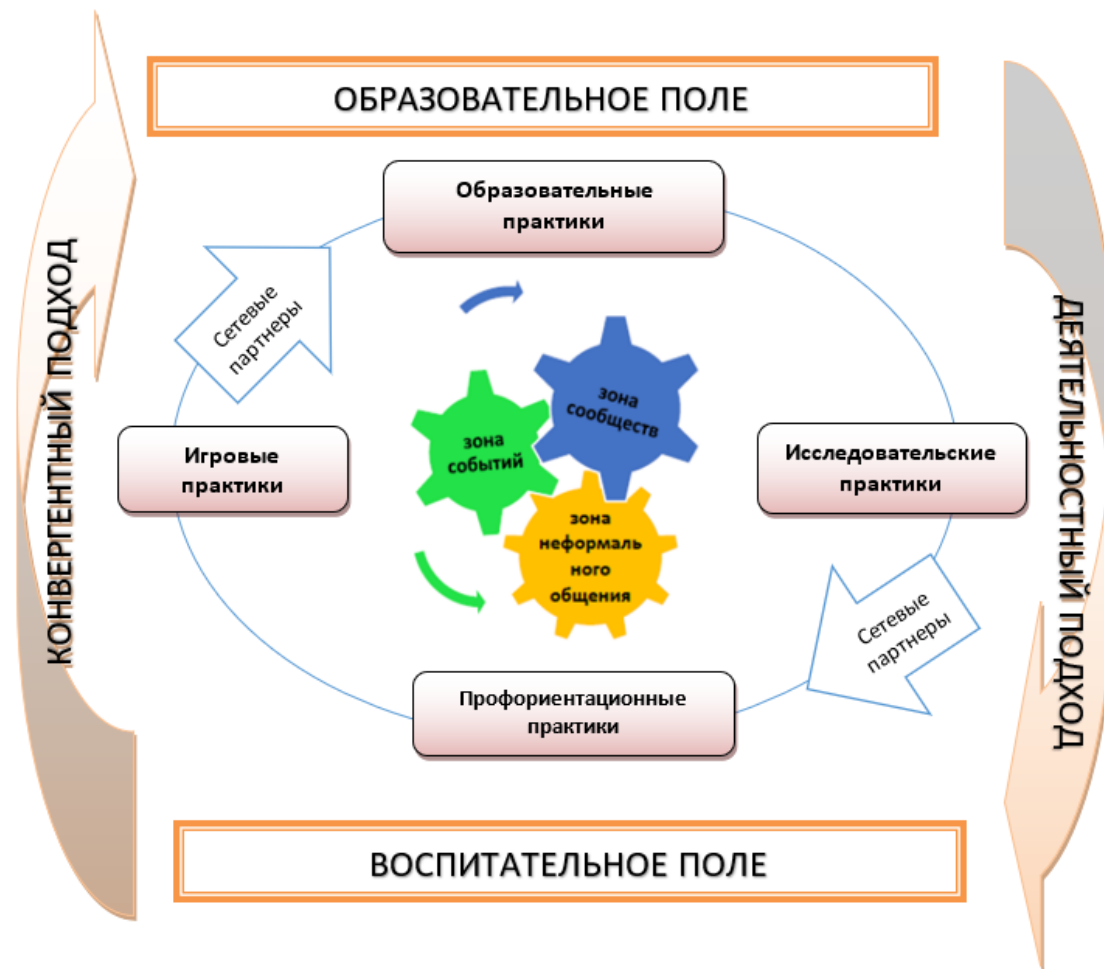 ОБРАЗОВАТЕЛЬНОЕ ПОЛЕ
Образовательные
практики
КОНВЕРГЕНТНЫЙ ПОДХОД
Сетевые
партнеры
ДЕЯТЕЛЬНОСТНЫЙ ПОДХОД
зона
сообществ
зона
событий
Игровые
практики
Исследовательские
практики
зона
неформаль
ного
общения
Сетевые
партнеры
Профориентационные
практики
ВОСПИТАТЕЛЬНОЕ ПОЛЕ